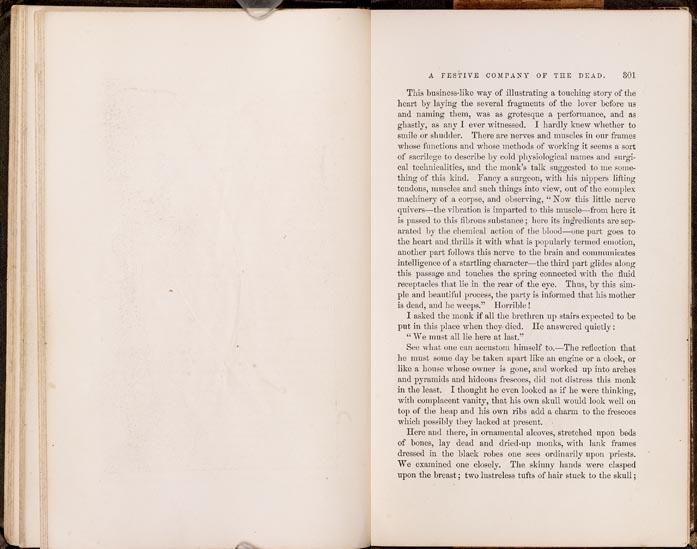 A FESTIVE COMPANY OF THE DEAD. 301
This business-like way of illustrating a touching story of the
heart by laying the several fragments of the lover before us
and naming them, was as grotesque a performance, and as
ghastly, as any I ever witnessed. I hardly knew whether to
smile or shudder. There are nerves and muscles in our frames
whose functions and whose methods of working it seems a sort
of sacrilege to describe by cold physiological names and surgi-
cal technicalities, and the monk's talk suggested to me some-
thing of this kind. Fancy a surgeon, with his nippers lifting
tendons, muscles and such things into view, out of the complex
machinery of a corpse, and observing, "Now this little nerve
quivers—the vibration is imparted to this muscle—from here it
is passed to this fibrous substance; here its ingredients are sep-
arated by the chemical action of the blood—one part goes to
the heart and thrills it with what is popularly termed emotion,
another part follows this nerve to the brain and communicates
intelligence of a startling character—the third part glides along
this passage and touches the spring connected with the fluid
receptacles that lie in the rear of the eye. Thus, by this sim-
ple and beautiful process, the party is informed that his mother
is dead, and he weeps." Horrible!
I asked the monk if all the brethren up stairs expected to be
put in this place when they died. He answered quietly:
"We must all lie here at last."
See what one can accustom himself to.—The reflection that
he must some day be taken apart like an engine or a clock, or
like a house whose owner is gone, and worked up into arches
and pyramids and hideous frescoes, did not distress this monk
in the least. I thought he even looked as if he were thinking,
with complacent vanity, that his own skull would look well on
top of the heap and his own ribs add a charm to the frescoes
which possibly they lacked at present.
Here and there, in ornamental alcoves, stretched upon beds
of bones, lay dead and dried-up monks, with lank frames
dressed in the black robes one sees ordinarily upon priests.
We examined one closely. The skinny hands were clasped
upon the breast; two lustreless tufts of hair stuck to the skull;